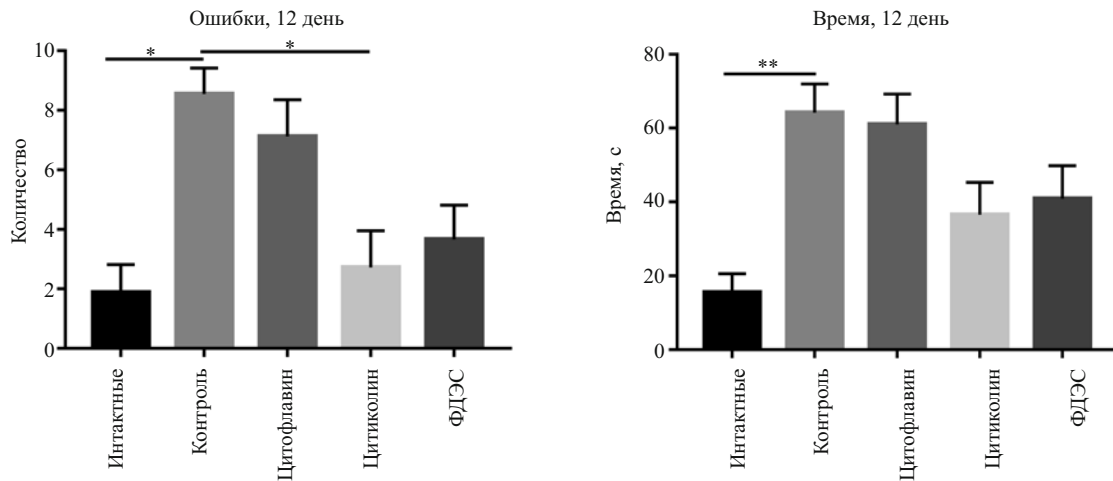 Ошибки, 12 день
*
*
10
8
6
4
2
0
Количество
Интактные
Контроль
Цитофлавин
Цитиколин
ФДЭС
Время, 12 день
**
80
60
40
20
0
Время, с
Интактные
Контроль
Цитофлавин
Цитиколин
ФДЭС